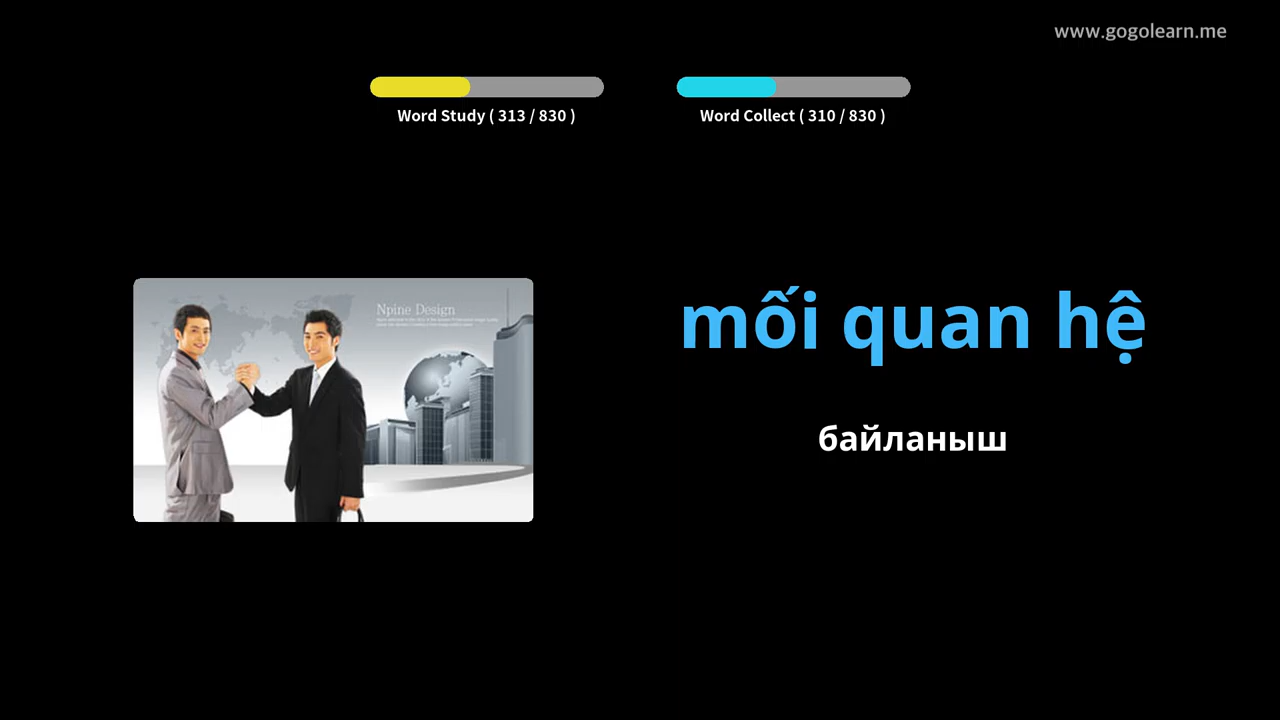 www.gogolearn.me
Word Study ( 313 / 830 )
Word Collect ( 310 / 830 )
Npine Design
mối quan hệ
байланыш